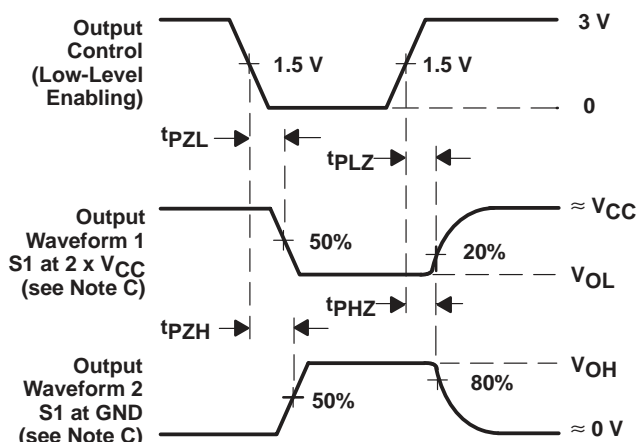 Output
Control
(Low-Level
Enabling)
3 V
1.5 V
1.5 V
0
tPZL
tPLZ
Output
Waveform 1
S1 at 2 x VCC
(see Note C)
≈ VCC
50%
20%
VOL
tPZH
tPHZ
Output
Waveform 2
S1 at GND
(see Note C)
VOH
50%
80%
≈ 0 V